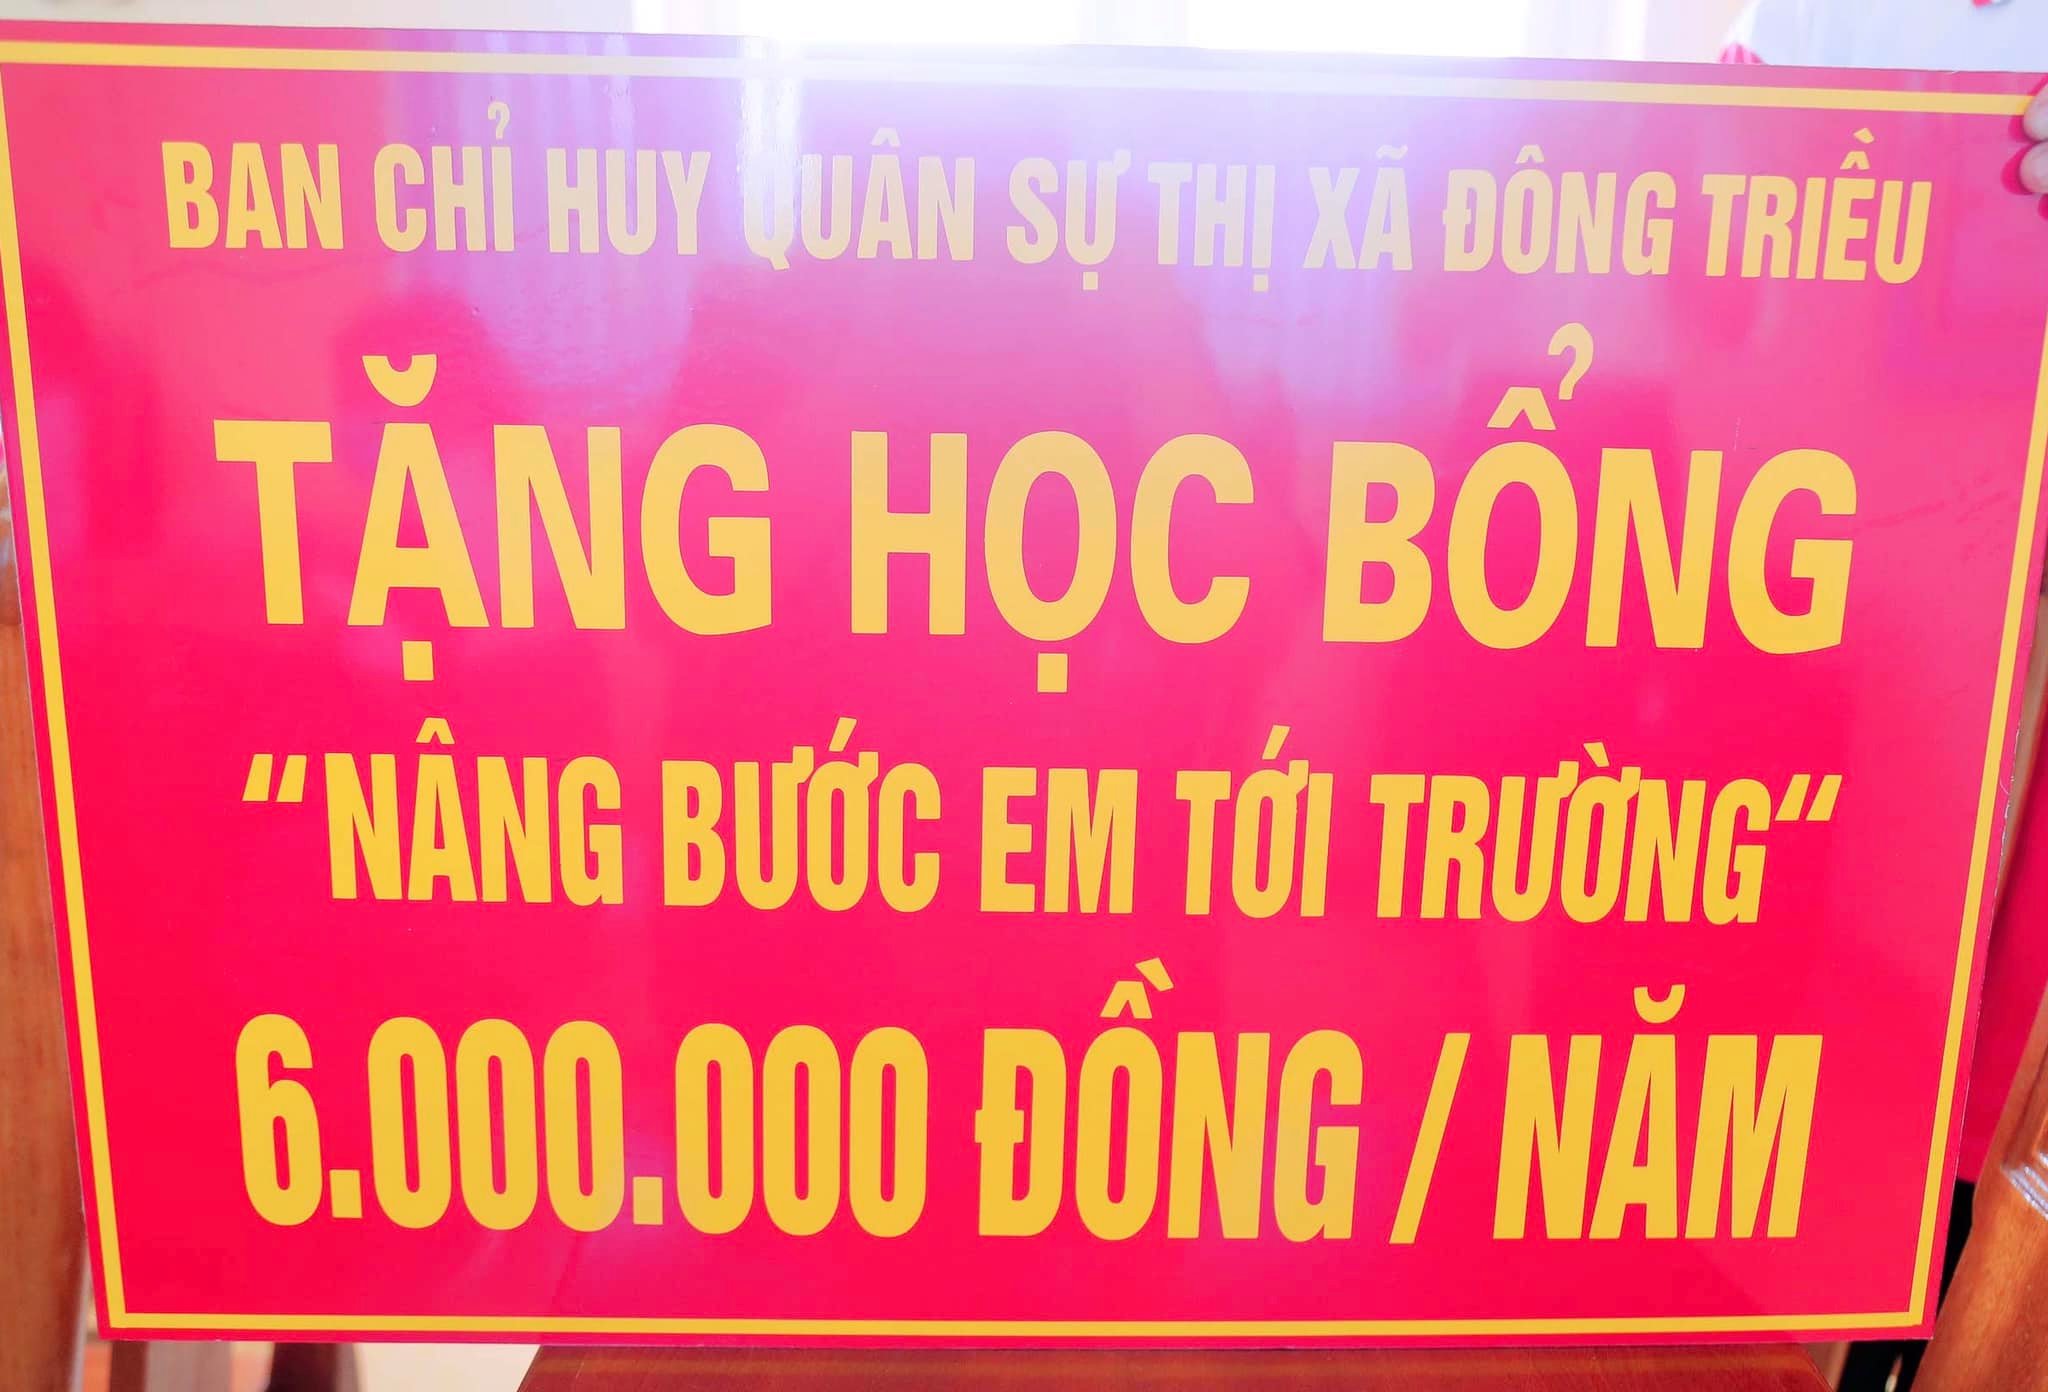 BAN CHỈ HUY QUÂN SỰ THỊ XÃ ĐÔNG TRIỀU
TẶNG HỌC BỔNG
“NÂNG BƯỚC EM TỚI TRƯỜNG“
6.000.000 ĐỒNG / NĂM